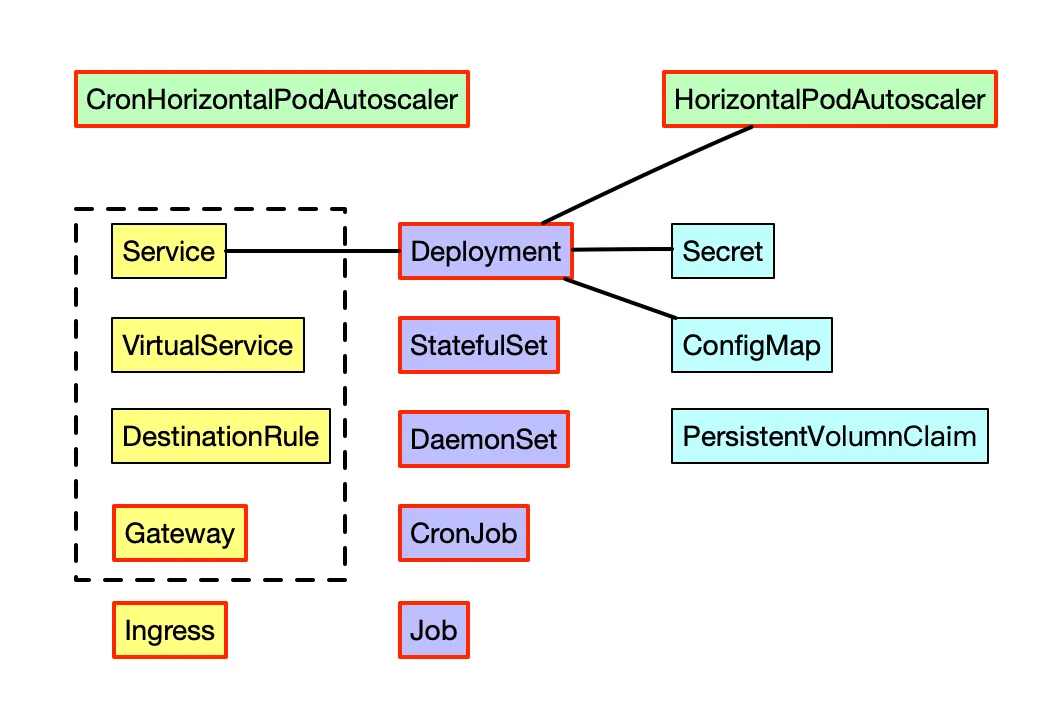 CronHorizontalPodAutoscaler
HorizontalPodAutoscaler
Service
Deployment
Secret
VirtualService
StatefulSet
ConfigMap
DestinationRule
DaemonSet
PersistentVolumnClaim
Gateway
CronJob
Ingress
Job